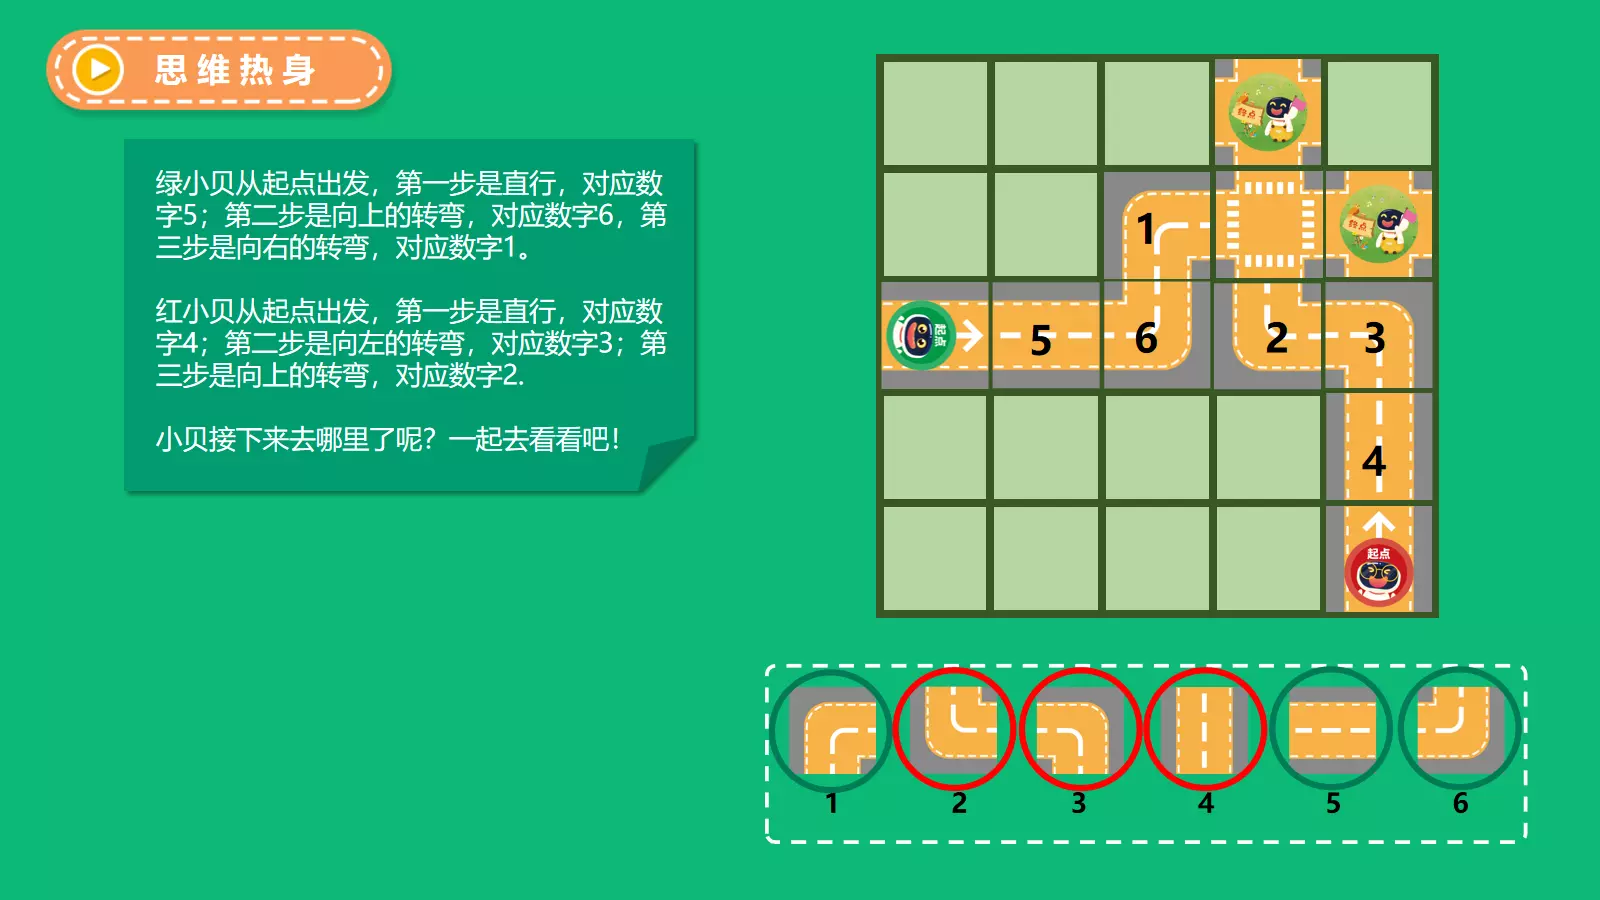 思维热身
绿小贝从起点出发，第一步是直行，对应数
字5；第二步是向上的转弯，对应数字6，第
三步是向右的转弯，对应数字1。
红小贝从起点出发，第一步是直行，对应数
字4；第二步是向左的转弯，对应数字3；第
三步是向上的转弯，对应数字2.
小贝接下来去哪里了呢？一起去看看吧！
终点
1
终点
起点
5
6
2
3
4
起点
1
2
3
4
5
6